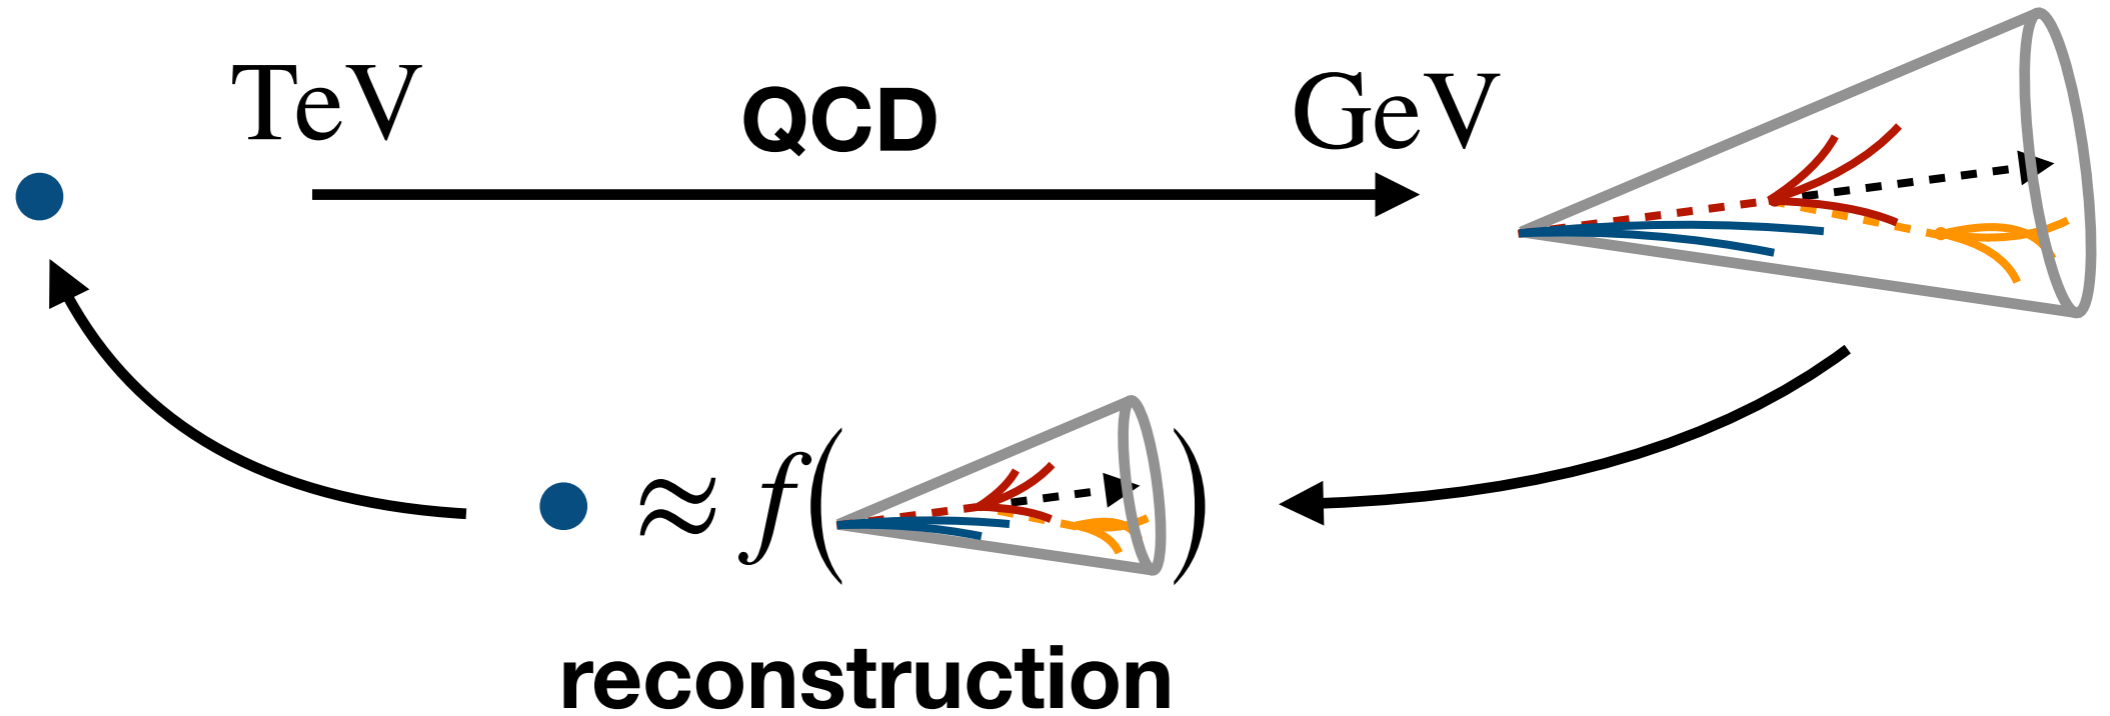 TeV QCD GeV
≈ f( )
reconstruction